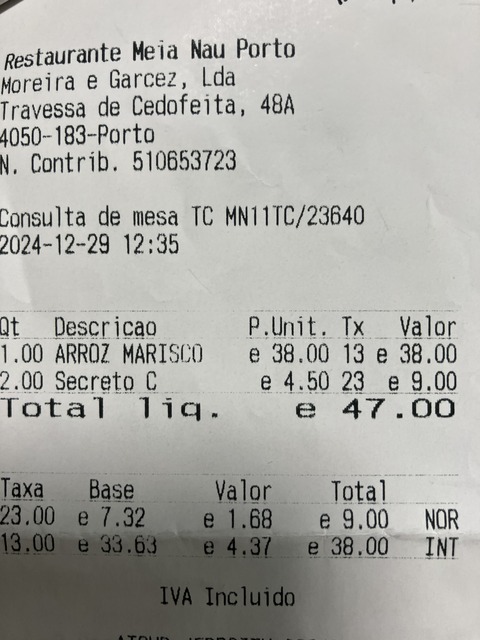 Restaurante Meia Nau Porto
Moreira e Garcez, Lda
Travessa de Cedofeita, 48A
4050-183-Porto
N. Contrib. 510653723
Consulta de mesa TC MN11TC/23640
2024-12-29 12:35
Qt Descricao P.Unit. Tx Valor
1.00 ARROZ MARISCO e 38.00 13 e 38.00
2.00 Secreto C e 4.50 23 e 9.00
Total liq. e 47.00
Taxa Base Valor Total
23.00 e 7.32 e 1.68 e 9.00 NOR
13.00 e 33.63 e 4.37 e 38.00 INT
IVA Incluido